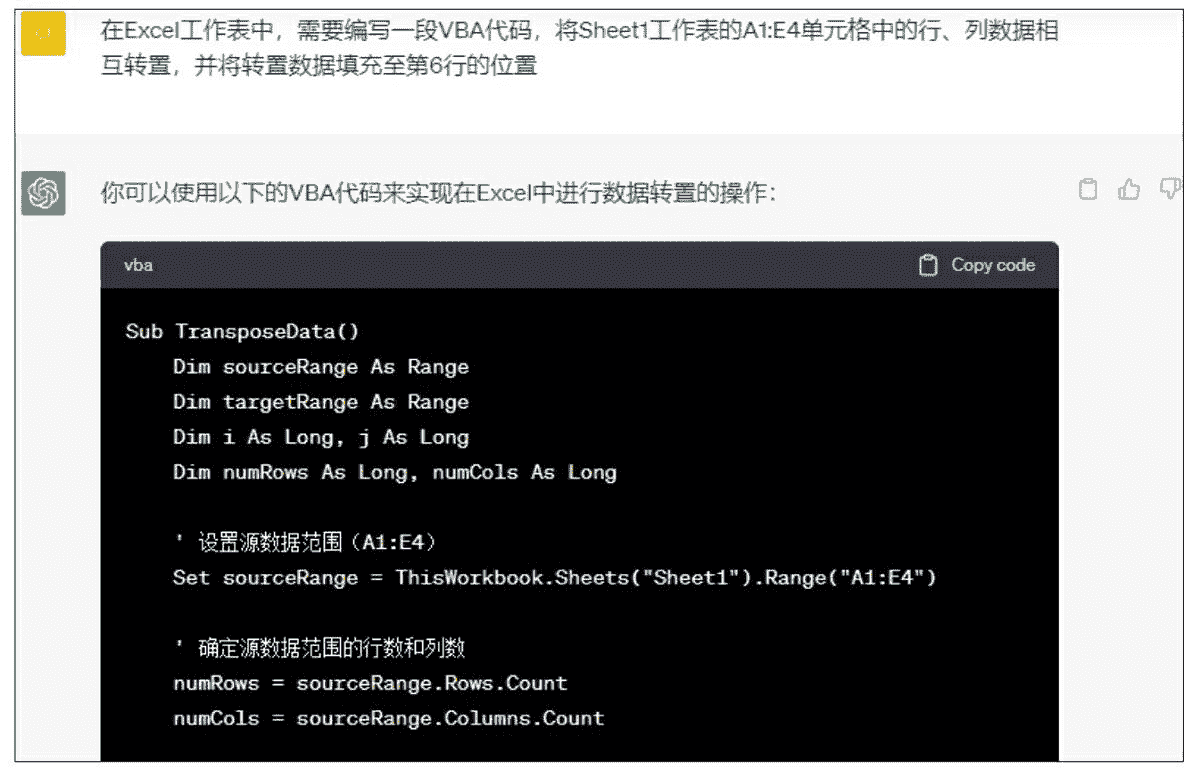 在Excel工作表中，需要编写一段VBA代码，将Sheet1工作表的A1:E4单元格中的行、列数据相
互转置，并将转置数据填充至第6行的位置
你可以使用以下的VBA代码来实现在Excel中进行数据转置的操作：
vba Copy code
Sub TransposeData()
Dim sourceRange As Range
Dim targetRange As Range
Dim i As Long, j As Long
Dim numRows As Long, numCols As Long
' 设置源数据范围（A1:E4）
Set sourceRange = ThisWorkbook.Sheets("Sheet1").Range("A1:E4")
' 确定源数据范围的行数和列数
numRows = sourceRange.Rows.Count
numCols = sourceRange.Columns.Count